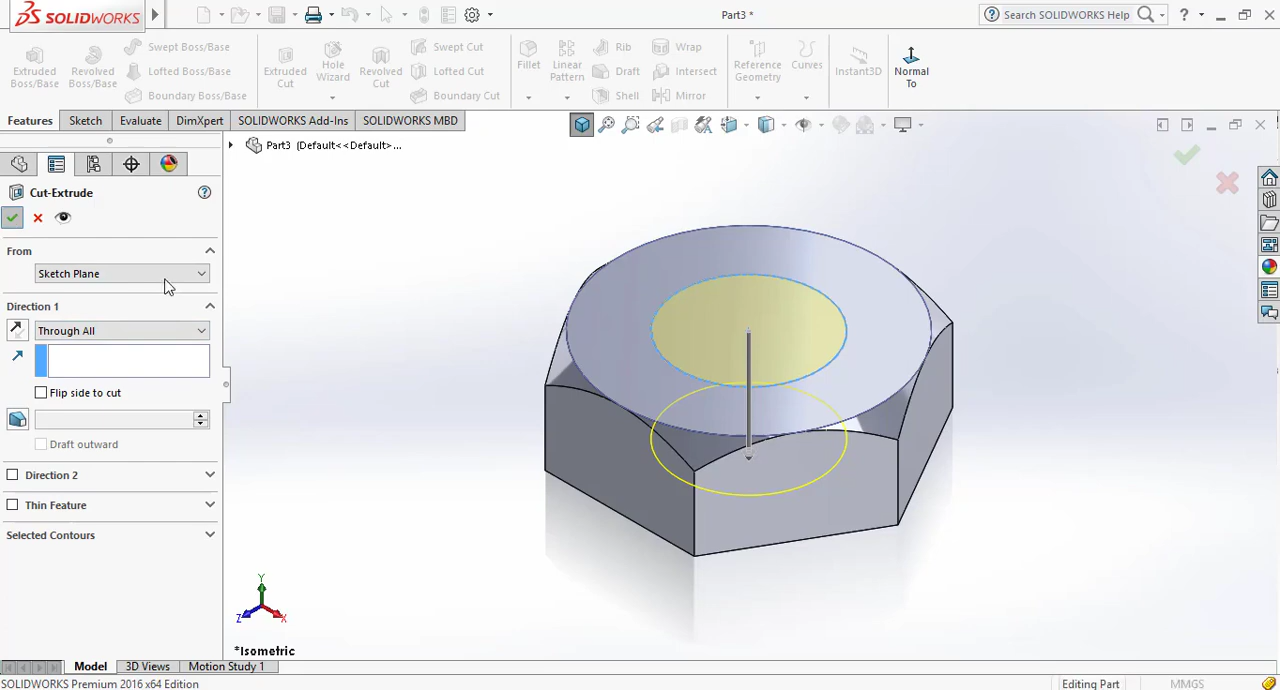 SOLIDWORKS
Part3 *
Search SOLIDWORKS Help
?
Extruded Boss/Base
Revolved Boss/Base
Swept Boss/Base
Lofted Boss/Base
Boundary Boss/Base
Extruded Cut
Hole Wizard
Revolved Cut
Swept Cut
Lofted Cut
Boundary Cut
Fillet
Linear Pattern
Rib
Draft
Shell
Wrap
Intersect
Mirror
Reference Geometry
Curves
Instant3D
Normal To
Features
Sketch
Evaluate
DimXpert
SOLIDWORKS Add-Ins
SOLIDWORKS MBD
Part3 (Default<<Default>...
Cut-Extrude
From
Sketch Plane
Direction 1
Through All
Flip side to cut
Draft outward
Direction 2
Thin Feature
Selected Contours
Y
Z
X
*Isometric
Model
3D Views
Motion Study 1
SOLIDWORKS Premium 2016 x64 Edition
Editing Part
MMGS